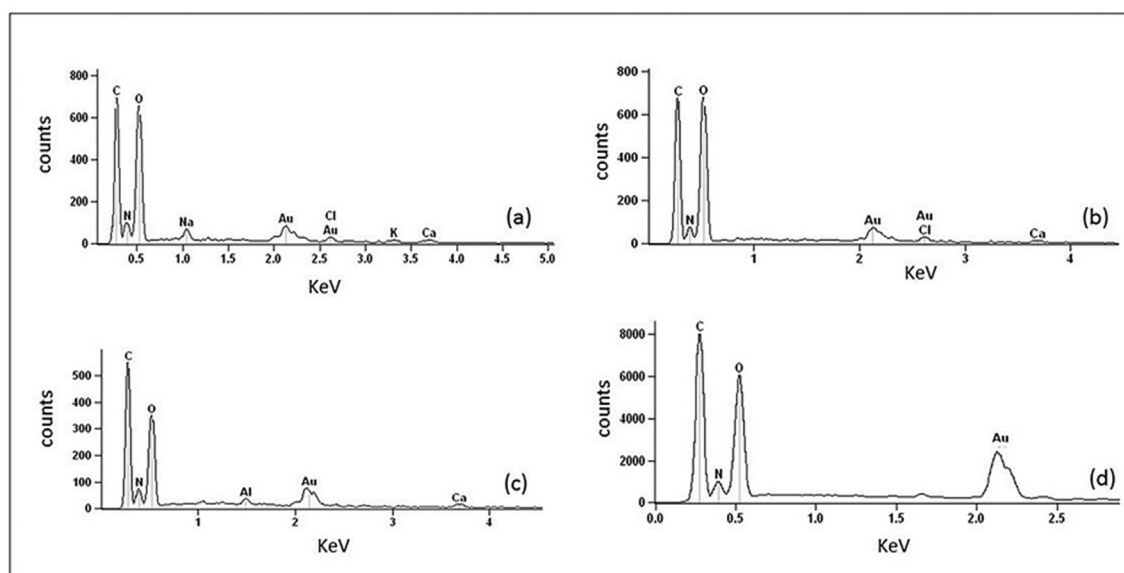 800
C
O
600
400
counts
200
N
Na
Au
Cl
Au
K
Ca
(a)
0
0.5 1.0 1.5 2.0 2.5 3.0 3.5 4.0 4.5 5.0
KeV
800
C O
600
400
counts
200
N
Au
Au
Cl
Ca
(b)
0
1 2 3 4
KeV
C
500
400
O
300
counts
200
100
N
Al
Au
Ca
(c)
0
1 2 3 4
KeV
8000
C
O
6000
4000
counts
2000
N
Au
(d)
0
0.0 0.5 1.0 1.5 2.0 2.5
KeV